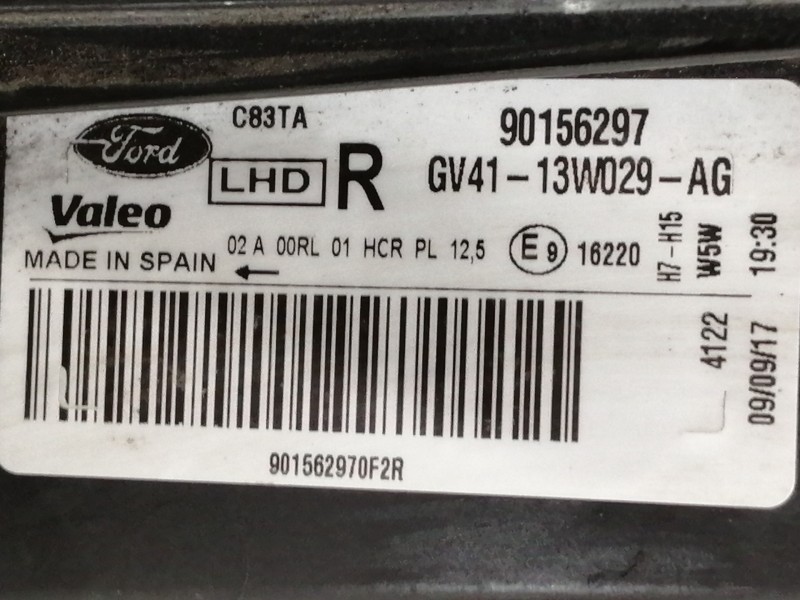 C83TA
90156297
Ford
LHD R
GV41-13W029-AG
Valeo
02 A 00RL 01 HCR PL 12,5 E9 16220
MADE IN SPAIN
H7-H15
W5W
19:30
4122
09/09/17
901562970F2R